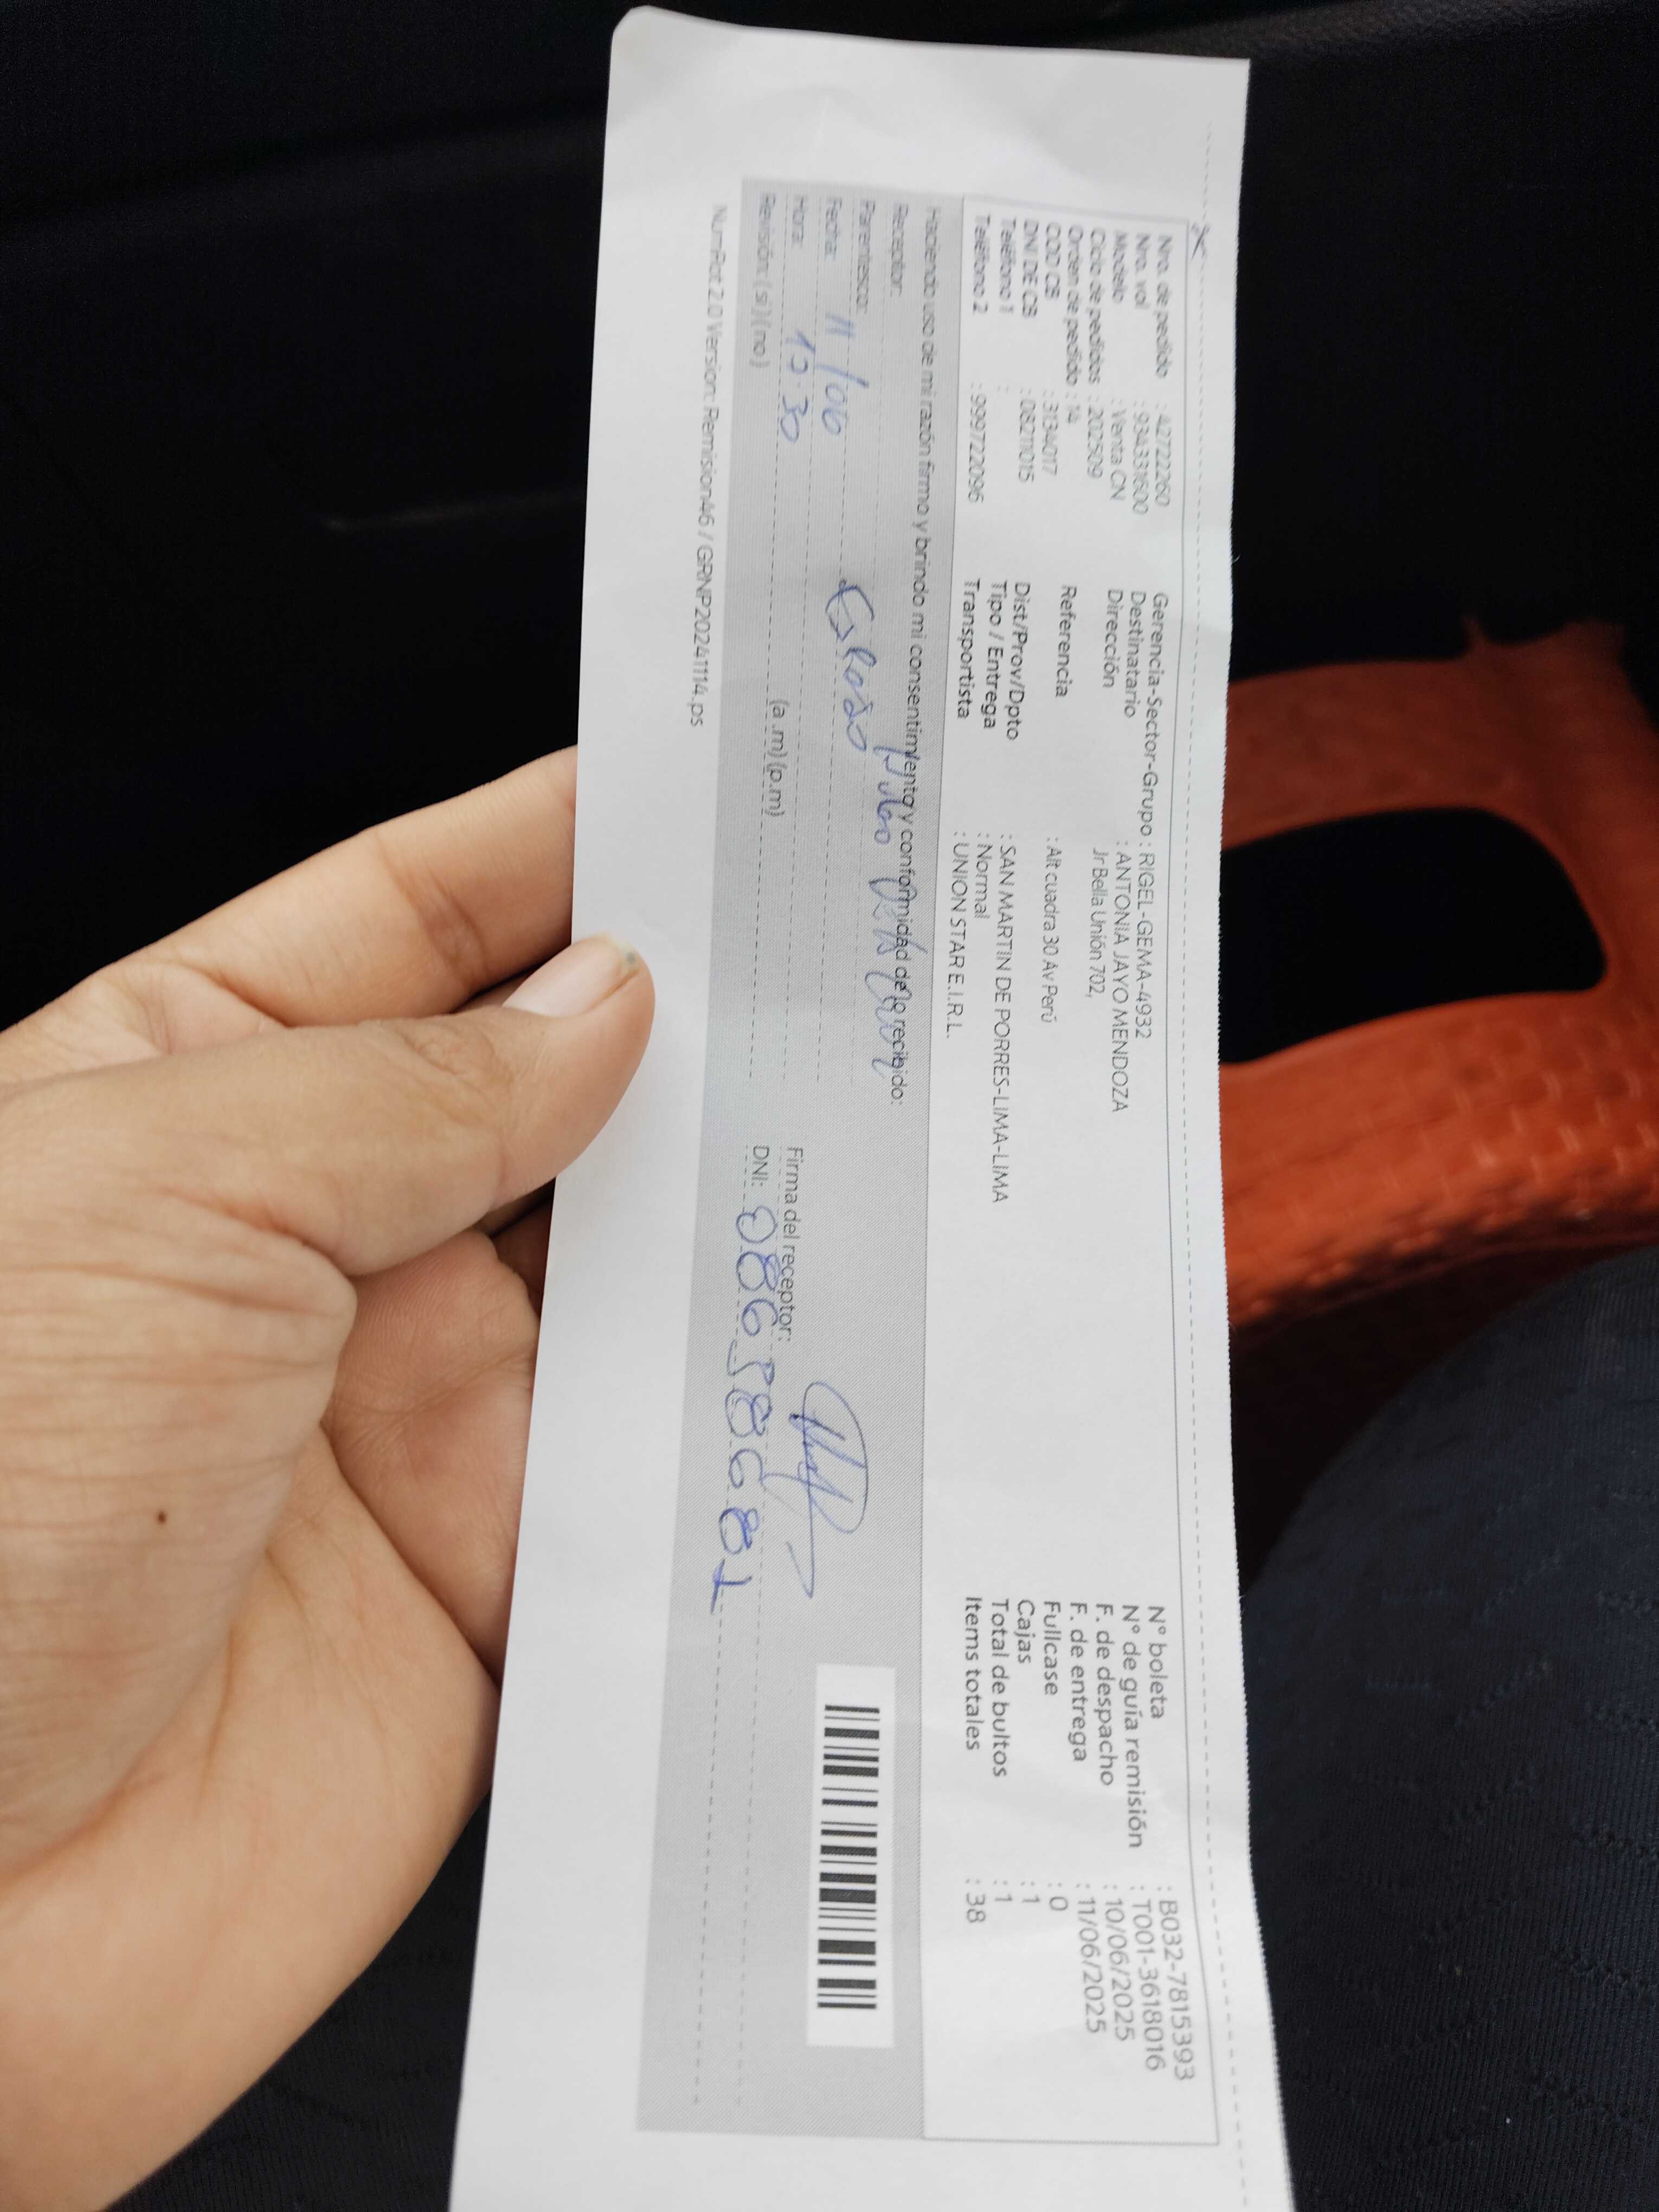 Nro. de pedido : 42722260
Nro. vol : 934331600
Modelo : Venta CN
Ciclo de pedidos : 202509
Orden de pedido : 14
COD CB : 3134017
DNI DE CB : 08211015
Teléfono 1 :
Teléfono 2 : 999722096
Gerencia-Sector-Grupo : RIGEL-GEMA-4932
Destinatario : ANTONIA JAYO MENDOZA
Dirección Jr Bella Unión 702,
Referencia : Alt cuadra 30 Av Perú
Dist/Prov/Dpto : SAN MARTIN DE PORRES-LIMA-LIMA
Tipo / Entrega : Normal
Transportista : UNION STAR E.I.R.L.
N° boleta : B032-7815393
N° de guía remisión : T001-3618016
F. de despacho : 10/06/2025
F. de entrega : 11/06/2025
Fullcase : 0
Cajas : 1
Total de bultos : 1
Items totales : 38
Haciendo uso de mi razón firmo y brindo mi consentimiento y conformidad de lo recibido:
Receptor:
Parentesco: Esposo
Fecha: 11/06
Hora: 13:30 (a.m) (p.m)
Revisión: (si) (no)
Firma del receptor:
DNI: 08658681
NumRot 2.0 Version: Remision46 / GRNP20241114.ps